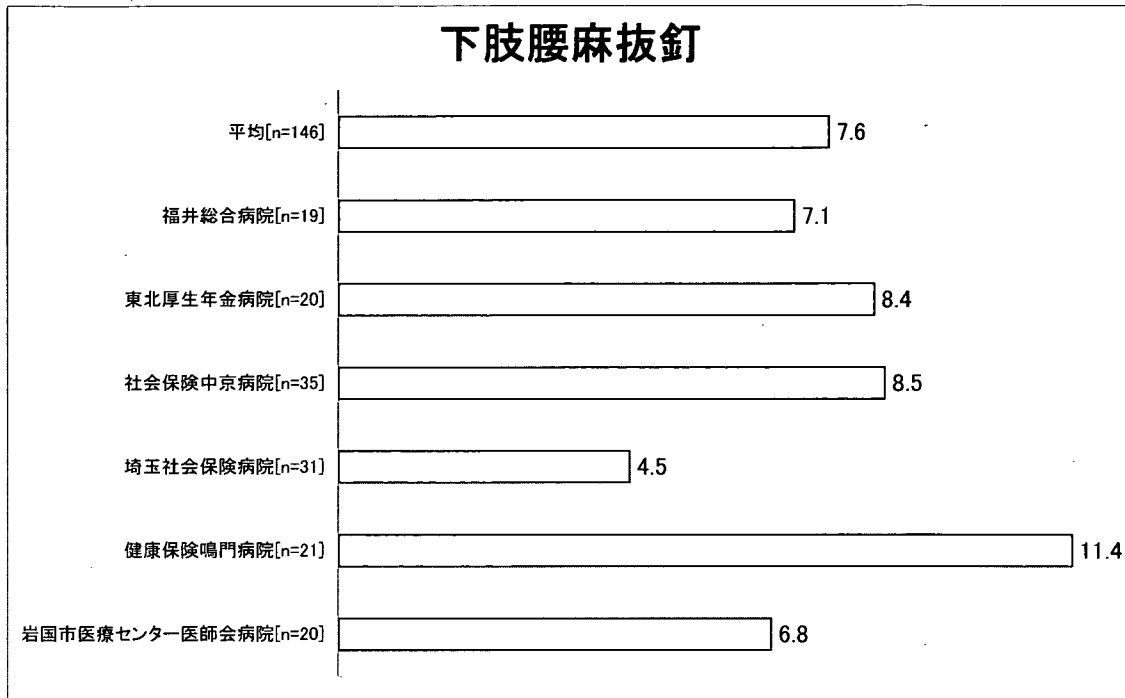 下肢腰麻抜釘
平均[n=146] 7.6
福井総合病院[n=19] 7.1
東北厚生年金病院[n=20] 8.4
社会保険中京病院[n=35] 8.5
埼玉社会保険病院[n=31] 4.5
健康保険鳴門病院[n=21] 11.4
岩国市医療センター医師会病院[n=20] 6.8